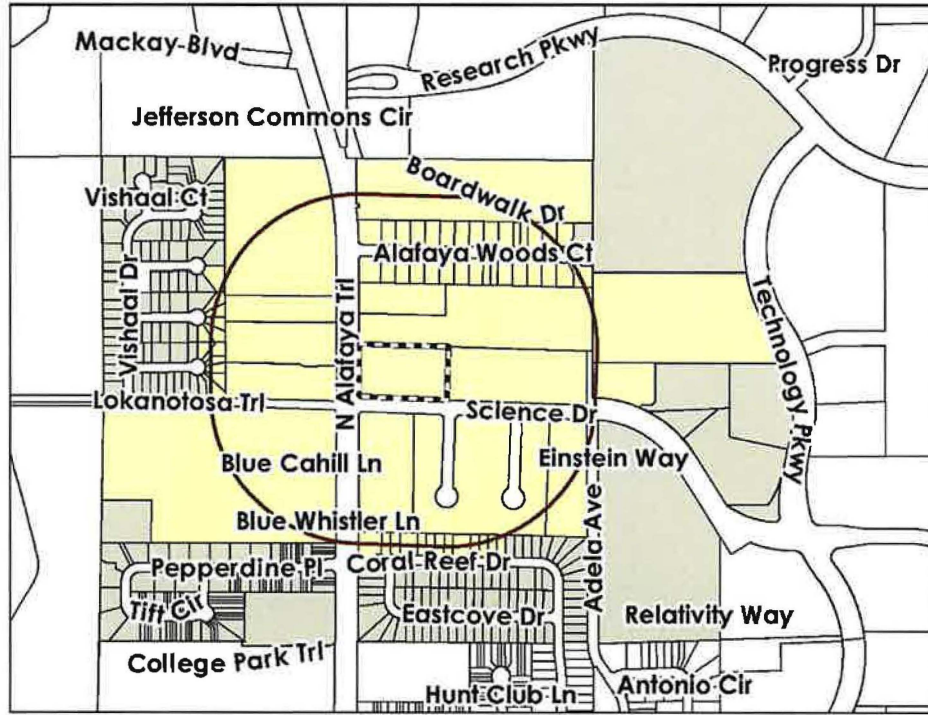 Mackay Blvd
Research Pkwy
Progress Dr
Jefferson Commons Cir
Boardwalk Dr
Vishaal Ct
Alafaya Woods Ct
Vishaal Dr
N Alafaya Trl
Technology Pkwy
Lokanotosa Trl
Science Dr
Blue Cahill Ln
Einstein Way
Blue Whistler Ln
Adela Ave
Pepperdine Pl
Coral Reef Dr
Tift Cir
Eastcove Dr
Relativity Way
College Park Trl
Hunt Club Ln
Antonio Cir